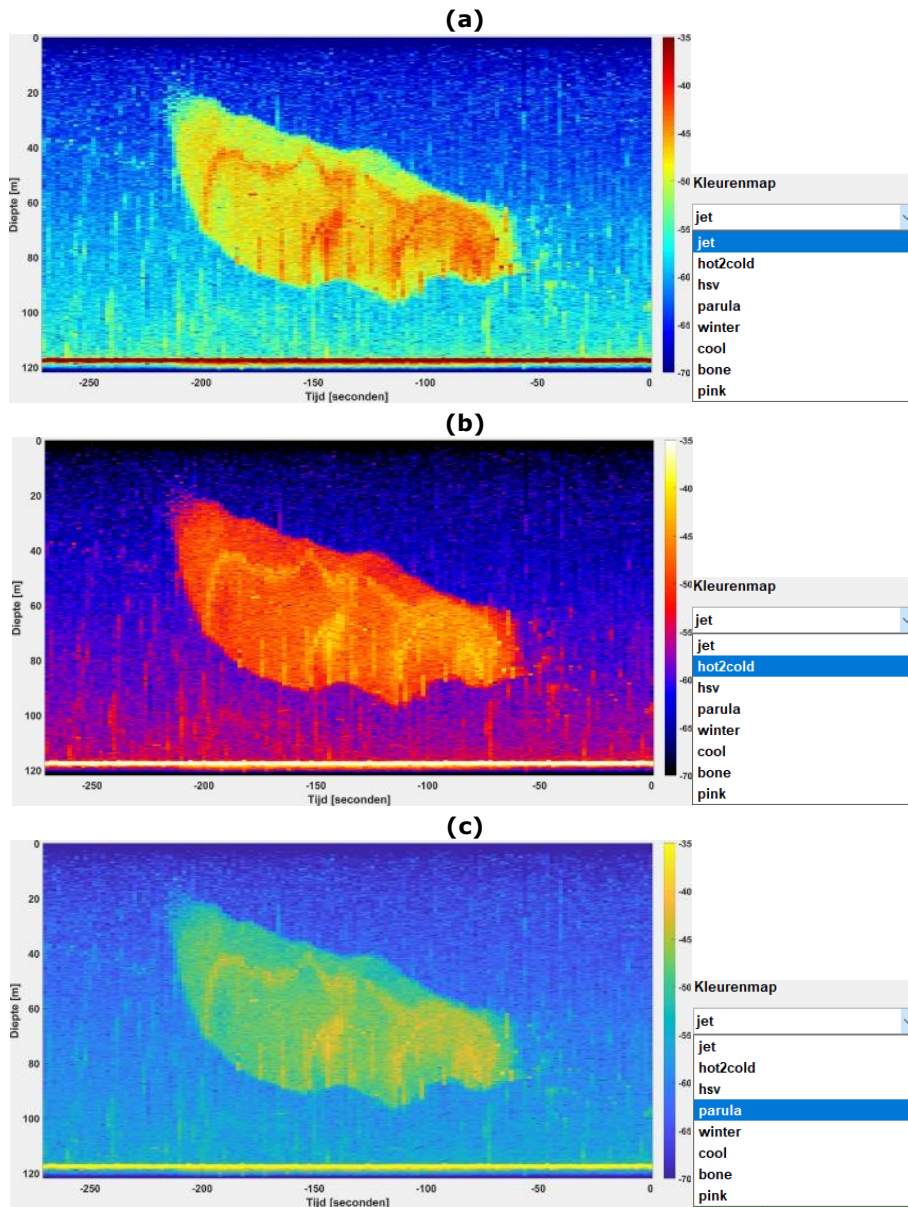 (a)
0
20
40
60
80
100
120
Diepte [m]
-250
-200
-150
-100
-50
0
Tijd [seconden]
-35
-40
-45
-50
-55
-60
-65
-70
Kleurenmap
jet
jet
hot2cold
hsv
parula
winter
cool
bone
pink
(b)
0
20
40
60
80
100
120
Diepte [m]
-250
-200
-150
-100
-50
0
Tijd [seconden]
-35
-40
-45
-50
-55
-60
-65
-70
Kleurenmap
jet
jet
hot2cold
hsv
parula
winter
cool
bone
pink
(c)
0
20
40
60
80
100
120
Diepte [m]
-250
-200
-150
-100
-50
0
Tijd [seconden]
-35
-40
-45
-50
-55
-60
-65
-70
Kleurenmap
jet
jet
hot2cold
hsv
parula
winter
cool
bone
pink